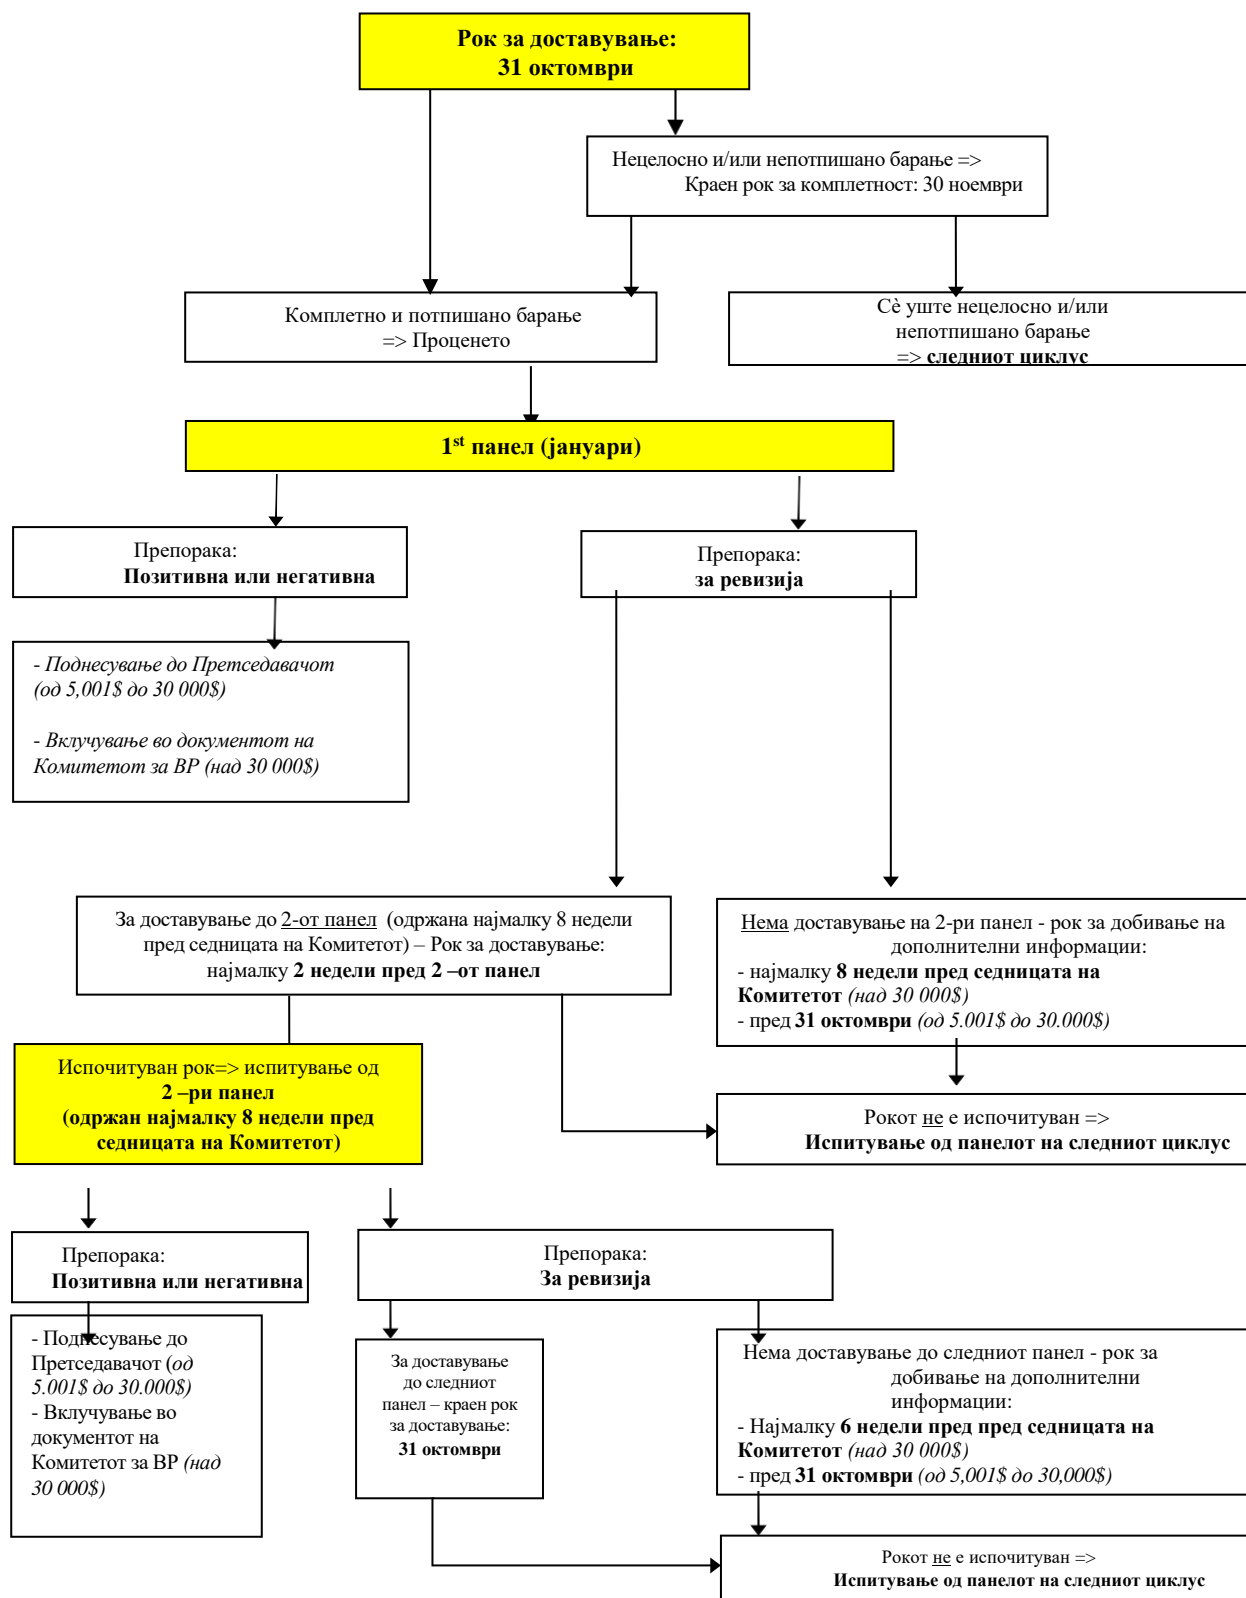 Рок за доставување:
31 октомври
Нецелосно и/или непотпишано барање =>
Краен рок за комплетност: 30 ноември
Комплетно и потпишано барање
=> Проценето
Сè уште нецелосно и/или
непотпишано барање
=> следниот циклус
1st панел (јануари)
Препорака:
Позитивна или негативна
Препорака:
за ревизија
- Поднесување до Претседавачот
(од 5,001$ до 30 000$)
- Вклучување во документот на
Комитетот за ВР (над 30 000$)
За доставување до 2-от панел (одржана најмалку 8 недели
пред седницата на Комитетот) – Рок за доставување:
најмалку 2 недели пред 2 –от панел
Нема доставување на 2-ри панел - рок за добивање на
дополнителни информации:
- најмалку 8 недели пред седницата на
Комитетот (над 30 000$)
- пред 31 октомври (од 5.001$ до 30.000$)
Испочитуван рок=> испитување од
2 –ри панел
(одржан најмалку 8 недели пред
седницата на Комитетот)
Рокот не е испочитуван =>
Испитување од панелот на следниот циклус
Препорака:
Позитивна или негативна
Препорака:
За ревизија
- Поднесување до
Претседавачот (од
5.001$ до 30.000$)
- Вклучување во
документот на
Комитетот за ВР (над
30 000$)
За доставување
до следниот
панел – краен рок
за доставување:
31 октомври
Нема доставување до следниот панел - рок за
добивање на дополнителни
информации:
- Најмалку 6 недели пред пред седницата на
Комитетот (над 30 000$)
- пред 31 октомври (од 5,001$ до 30,000$)
Рокот не е испочитуван =>
Испитување од панелот на следниот циклус